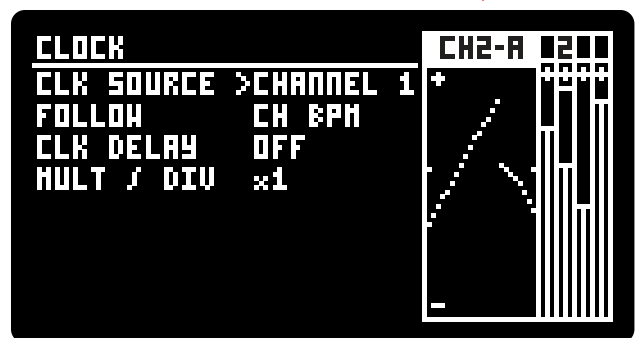 CLOCK
CLK SOURCE >CHANNEL 1
FOLLOW CH BPM
CLK DELAY OFF
MULT / DIV x1
CH2-A 2
+
-